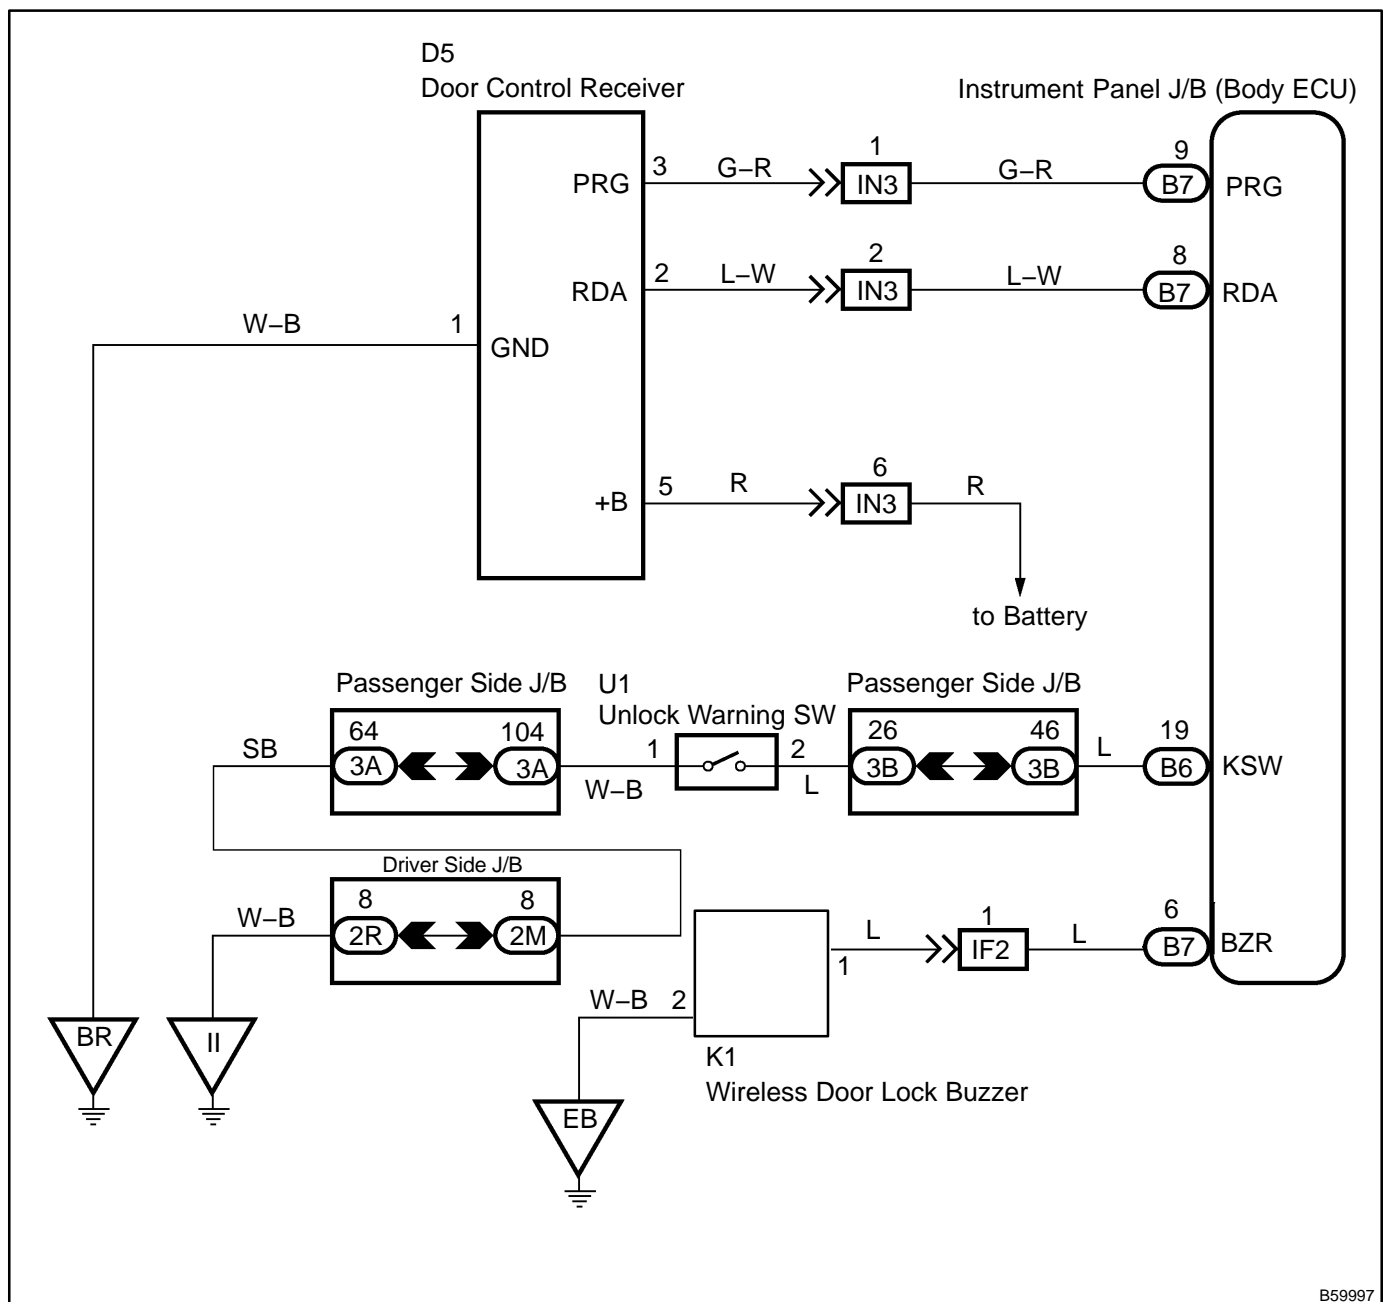 D5
Door Control Receiver
Instrument Panel J/B (Body ECU)
PRG 3 G–R 1 IN3 G–R 9 B7 PRG
RDA 2 L–W 2 IN3 L–W 8 B7 RDA
W–B 1 GND
+B 5 R 6 IN3 R
to Battery
Passenger Side J/B
U1
Unlock Warning SW
Passenger Side J/B
SB 64 3A 104 3A W–B 1 2 L 26 3B 46 3B L 19 B6 KSW
Driver Side J/B
W–B 8 2R 8 2M
L 1 1 IF2 L 6 B7 BZR
W–B 2
K1
Wireless Door Lock Buzzer
BR
II
EB
B59997